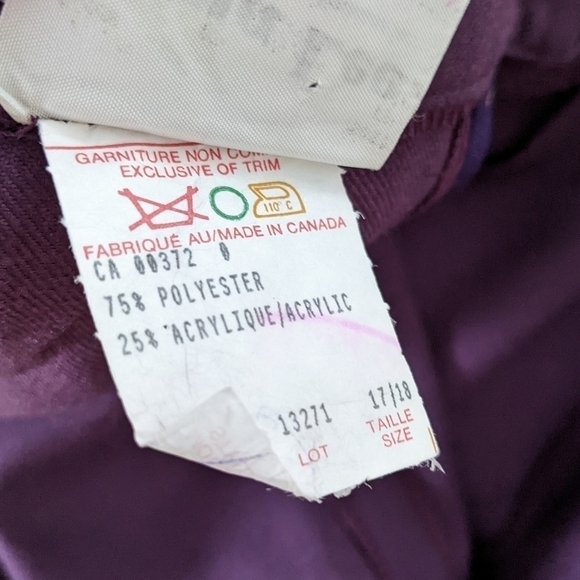 GARNITURE NON
EXCLUSIVE OF TRIM
110° C
FABRIQUÉ AU/MADE IN CANADA
CA 00372 0
75% POLYESTER
25% ACRYLIQUE/ACRYLIC
13271 17/18
LOT TAILLE
SIZE